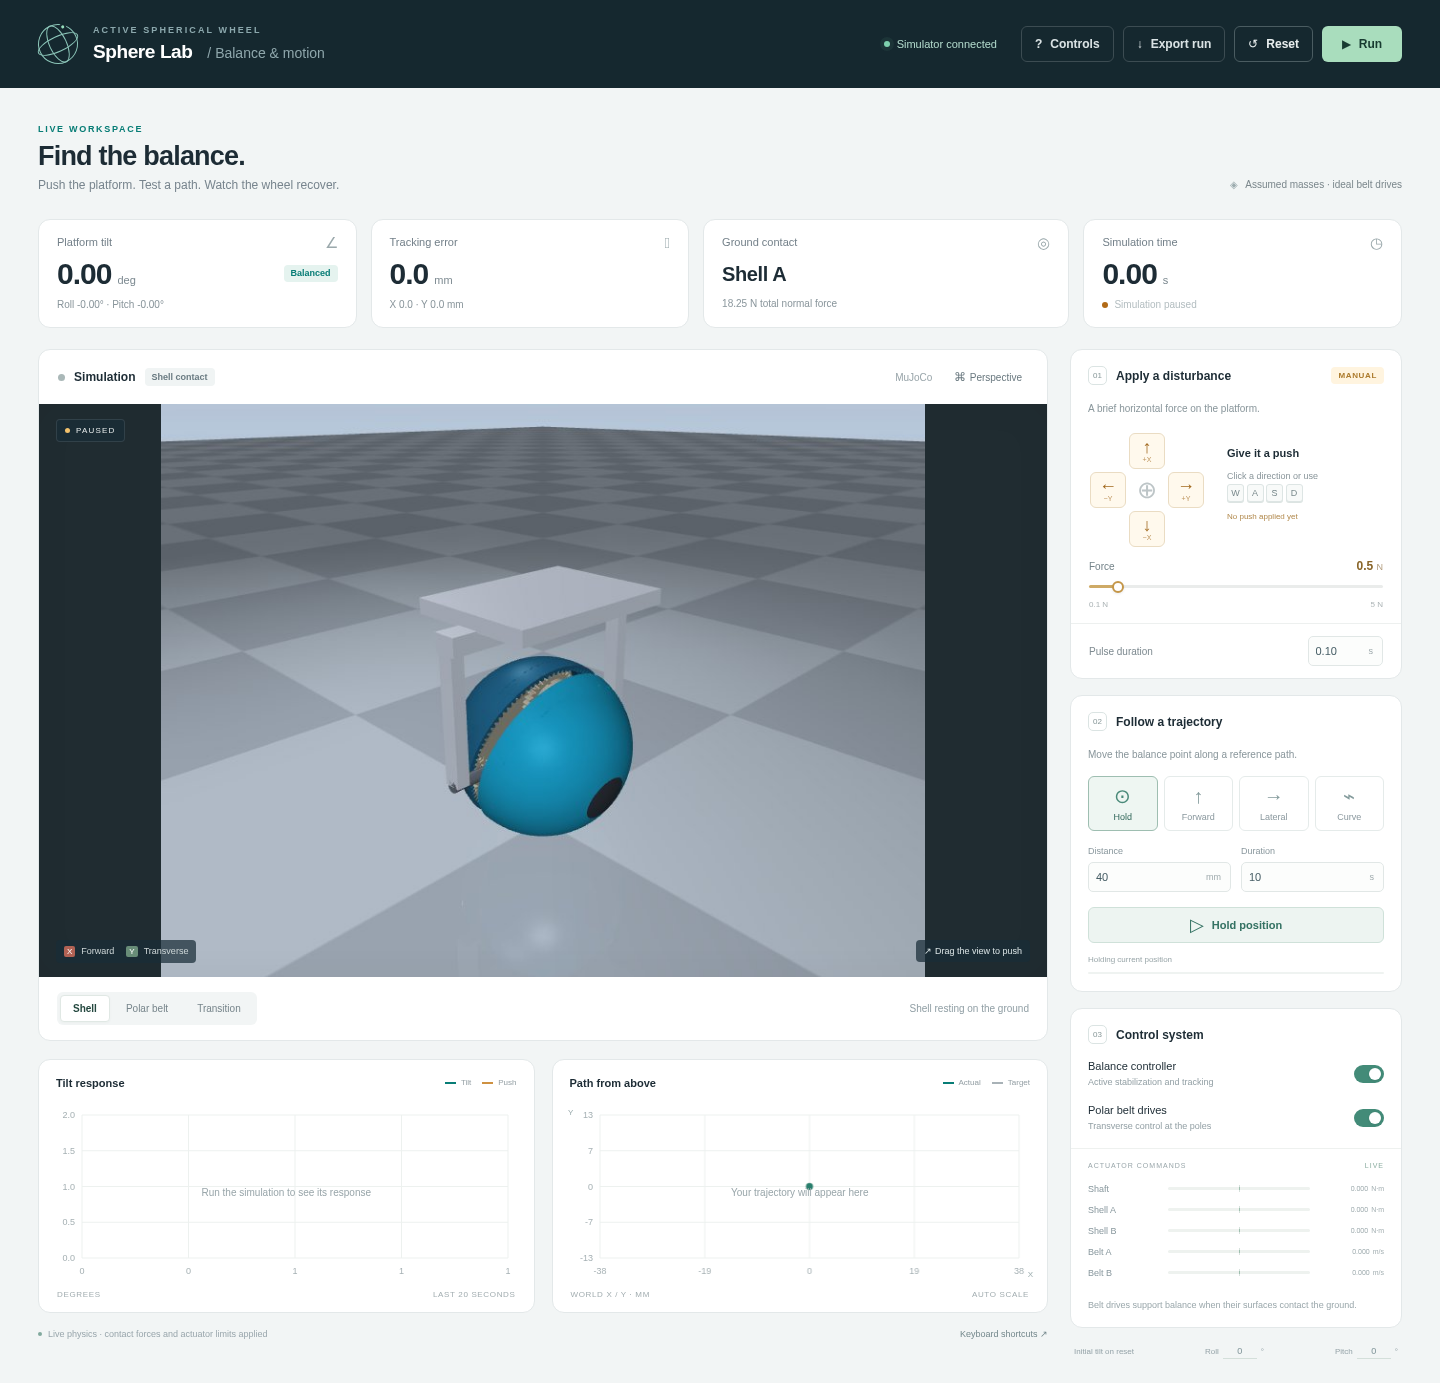 ACTIVE SPHERICAL WHEEL
Sphere Lab / Balance & motion
Simulator connected
? Controls
↓ Export run
↺ Reset
▶ Run
LIVE WORKSPACE
Find the balance.
Push the platform. Test a path. Watch the wheel recover.
◈ Assumed masses · ideal belt drives
Platform tilt
0.00 deg
Balanced
Roll -0.00° · Pitch -0.00°
Tracking error
0.0 mm
X 0.0 · Y 0.0 mm
Ground contact
Shell A
18.25 N total normal force
Simulation time
0.00 s
Simulation paused
Simulation
Shell contact
MuJoCo
⌘ Perspective
PAUSED
X Forward
Y Transverse
↗ Drag the view to push
Shell
Polar belt
Transition
Shell resting on the ground
01 Apply a disturbance
MANUAL
A brief horizontal force on the platform.
↑
+X
←
−Y
→
+Y
↓
−X
Give it a push
Click a direction or use
W A S D
No push applied yet
Force
0.5 N
0.1 N
5 N
Pulse duration
0.10 s
02 Follow a trajectory
Move the balance point along a reference path.
Hold
Forward
Lateral
Curve
Distance
Duration
40 mm
10 s
▷ Hold position
Holding current position
03 Control system
Balance controller
Active stabilization and tracking
Polar belt drives
Transverse control at the poles
ACTUATOR COMMANDS
LIVE
Shaft 0.000 N·m
Shell A 0.000 N·m
Shell B 0.000 N·m
Belt A 0.000 m/s
Belt B 0.000 m/s
Belt drives support balance when their surfaces contact the ground.
Initial tilt on reset
Roll 0 °
Pitch 0 °
Tilt response
Tilt
Push
2.0
1.5
1.0
0.5
0.0
Run the simulation to see its response
0 0 1 1 1
DEGREES
LAST 20 SECONDS
Path from above
Actual
Target
Y
13
7
0
-7
-13
Your trajectory will appear here
-38 -19 0 19 38 X
WORLD X / Y · MM
AUTO SCALE
Live physics · contact forces and actuator limits applied
Keyboard shortcuts ↗